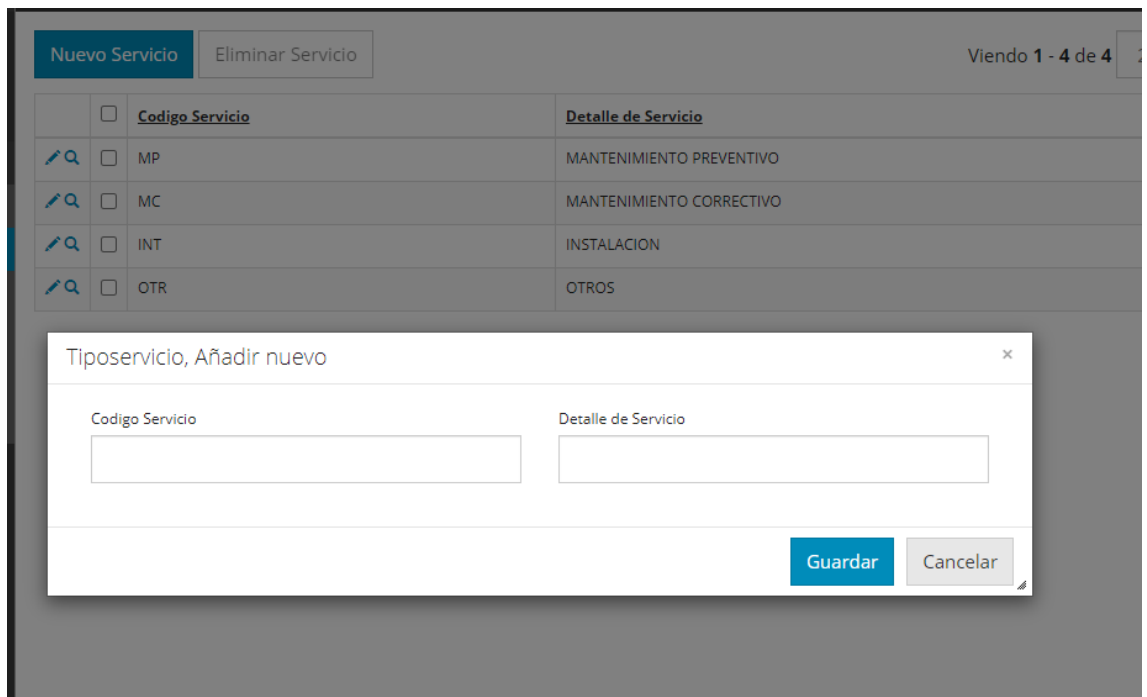 Nuevo Servicio Eliminar Servicio Viendo 1 - 4 de 4 2
Codigo Servicio Detalle de Servicio
MP MANTENIMIENTO PREVENTIVO
MC MANTENIMIENTO CORRECTIVO
INT INSTALACION
OTR OTROS
Tiposervicio, Añadir nuevo ×
Codigo Servicio Detalle de Servicio
Guardar Cancelar